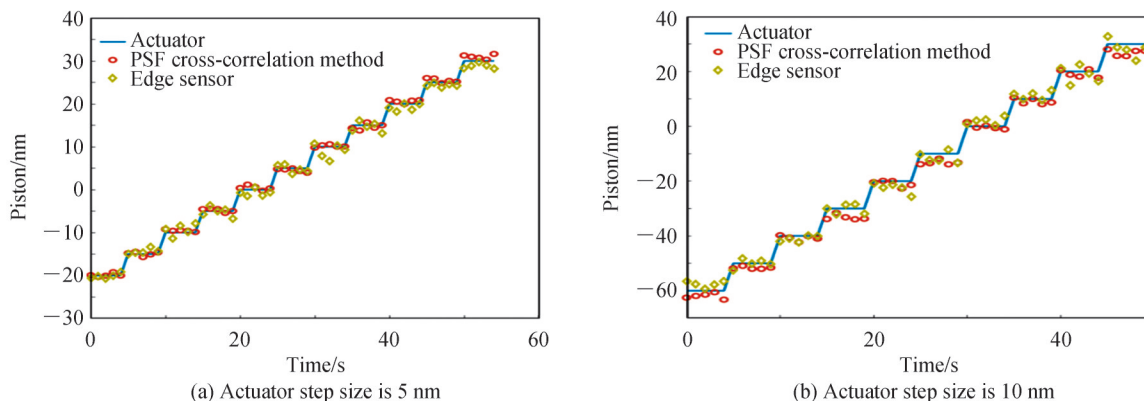 40
30
20
10
0
−10
−20
−30
Piston/nm
Actuator
PSF cross-correlation method
Edge sensor
0
20
40
60
Time/s
(a) Actuator step size is 5 nm
20
0
−20
−40
−60
Piston/nm
Actuator
PSF cross-correlation method
Edge sensor
0
10
20
30
40
Time/s
(b) Actuator step size is 10 nm